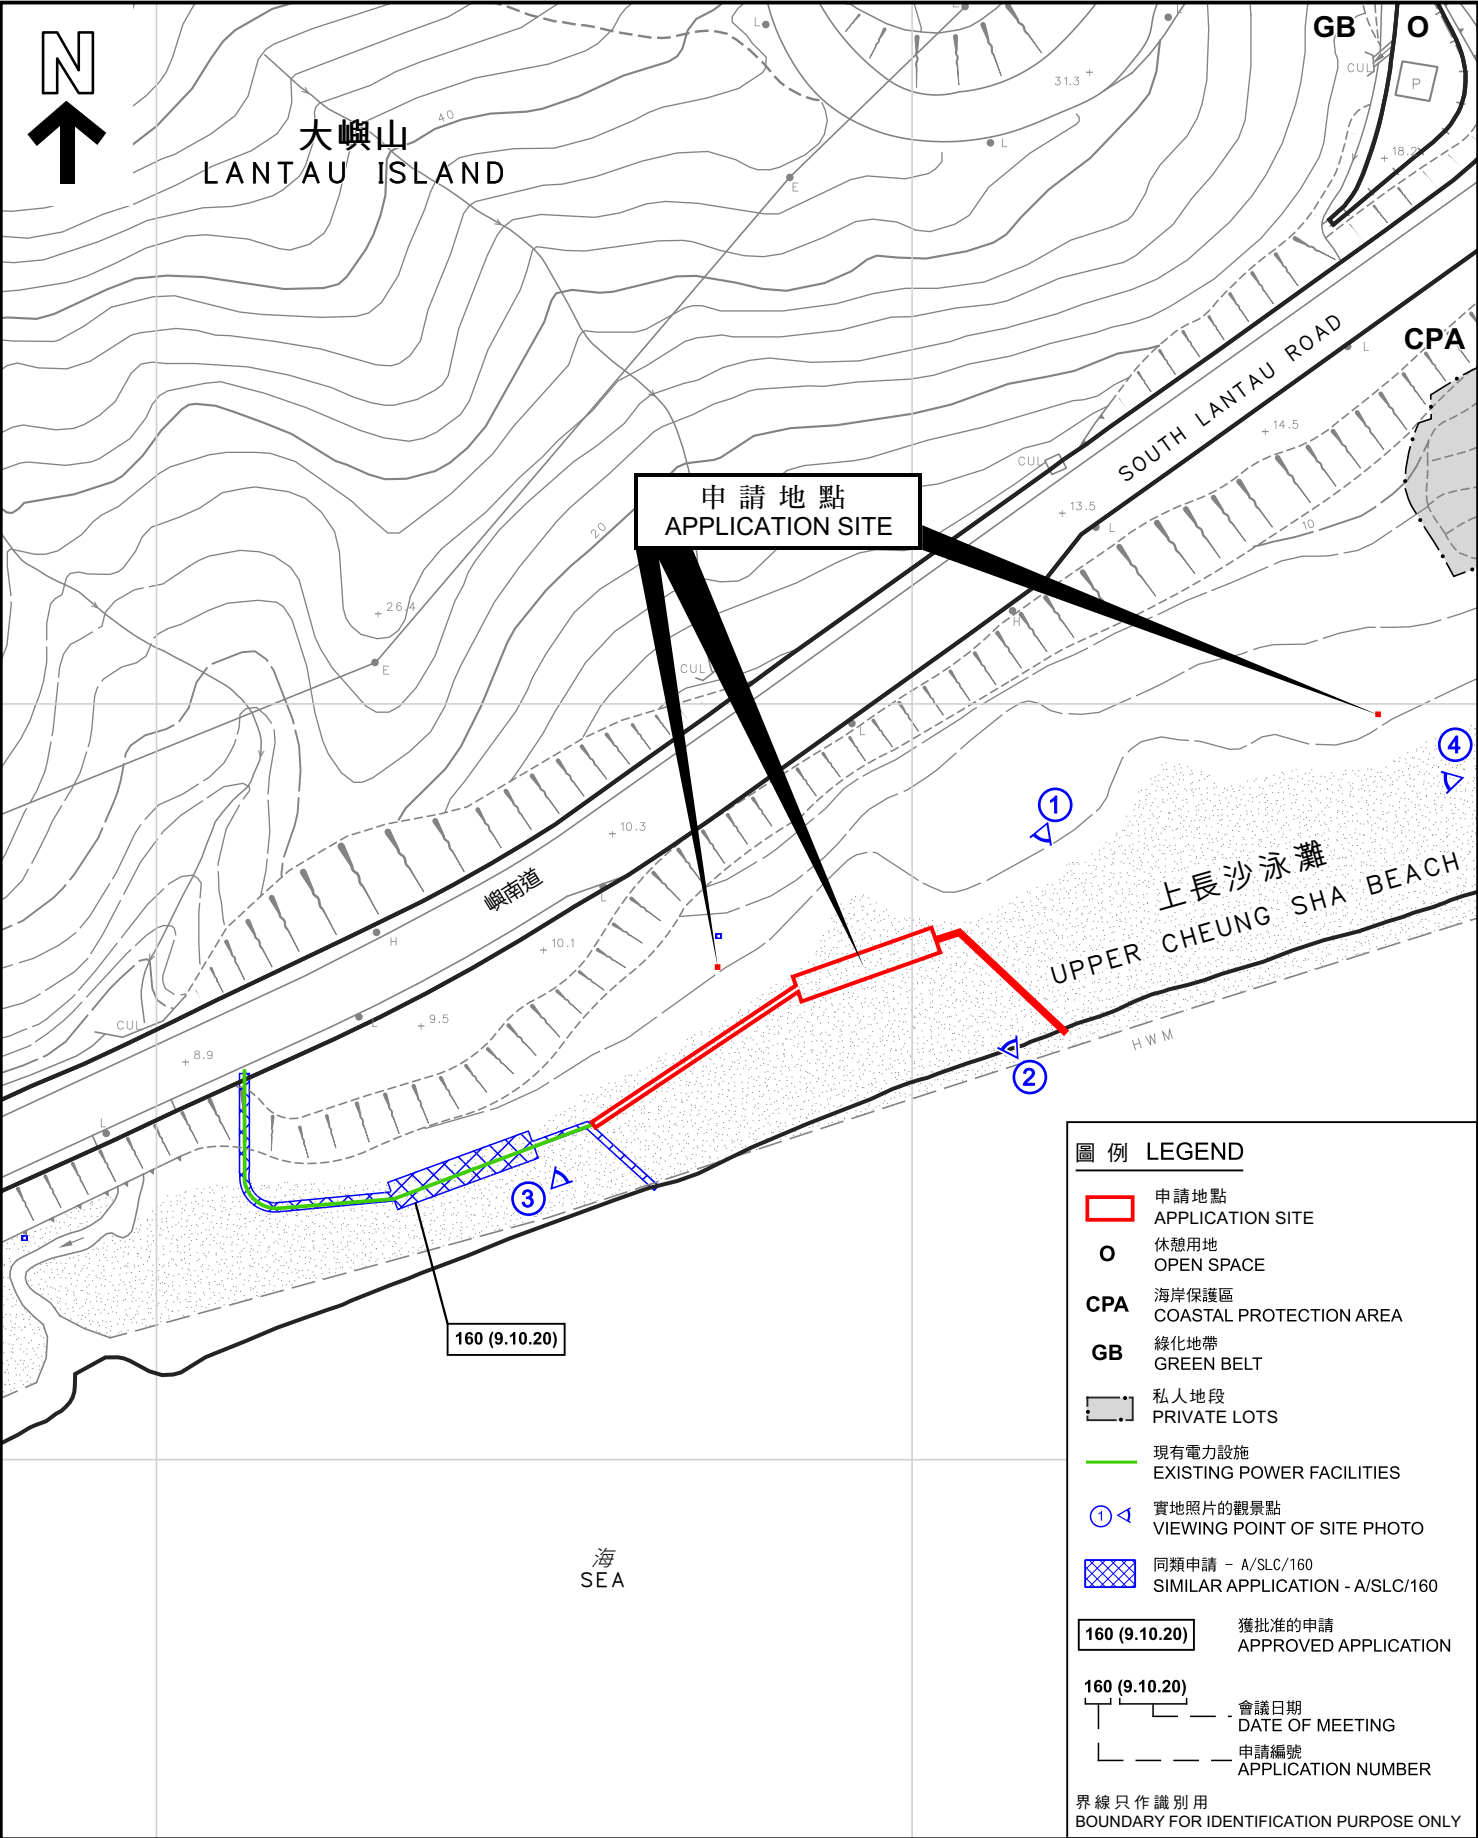 N
大嶼山
LANTAU ISLAND
GB
O
P
CUL
18.2
31.3
L
L
L
L
E
40
CPA
SOUTH LANTAU ROAD
L
14.5
CUL
13.5
L
10
20
申請地點
APPLICATION SITE
26.4
E
H
CUL
L
4
1
10.3
嶼南道
L
H
10.1
上長沙泳灘
UPPER CHEUNG SHA BEACH
CUL
L
9.5
8.9
HWM
2
L
3
160 (9.10.20)
海
SEA
圖例 LEGEND
申請地點
APPLICATION SITE
O
休憩用地
OPEN SPACE
CPA
海岸保護區
COASTAL PROTECTION AREA
GB
綠化地帶
GREEN BELT
私人地段
PRIVATE LOTS
現有電力設施
EXISTING POWER FACILITIES
1
實地照片的觀景點
VIEWING POINT OF SITE PHOTO
同類申請 - A/SLC/160
SIMILAR APPLICATION - A/SLC/160
160 (9.10.20)
獲批准的申請
APPROVED APPLICATION
160 (9.10.20)
會議日期
DATE OF MEETING
申請編號
APPLICATION NUMBER
界線只作識別用
BOUNDARY FOR IDENTIFICATION PURPOSE ONLY